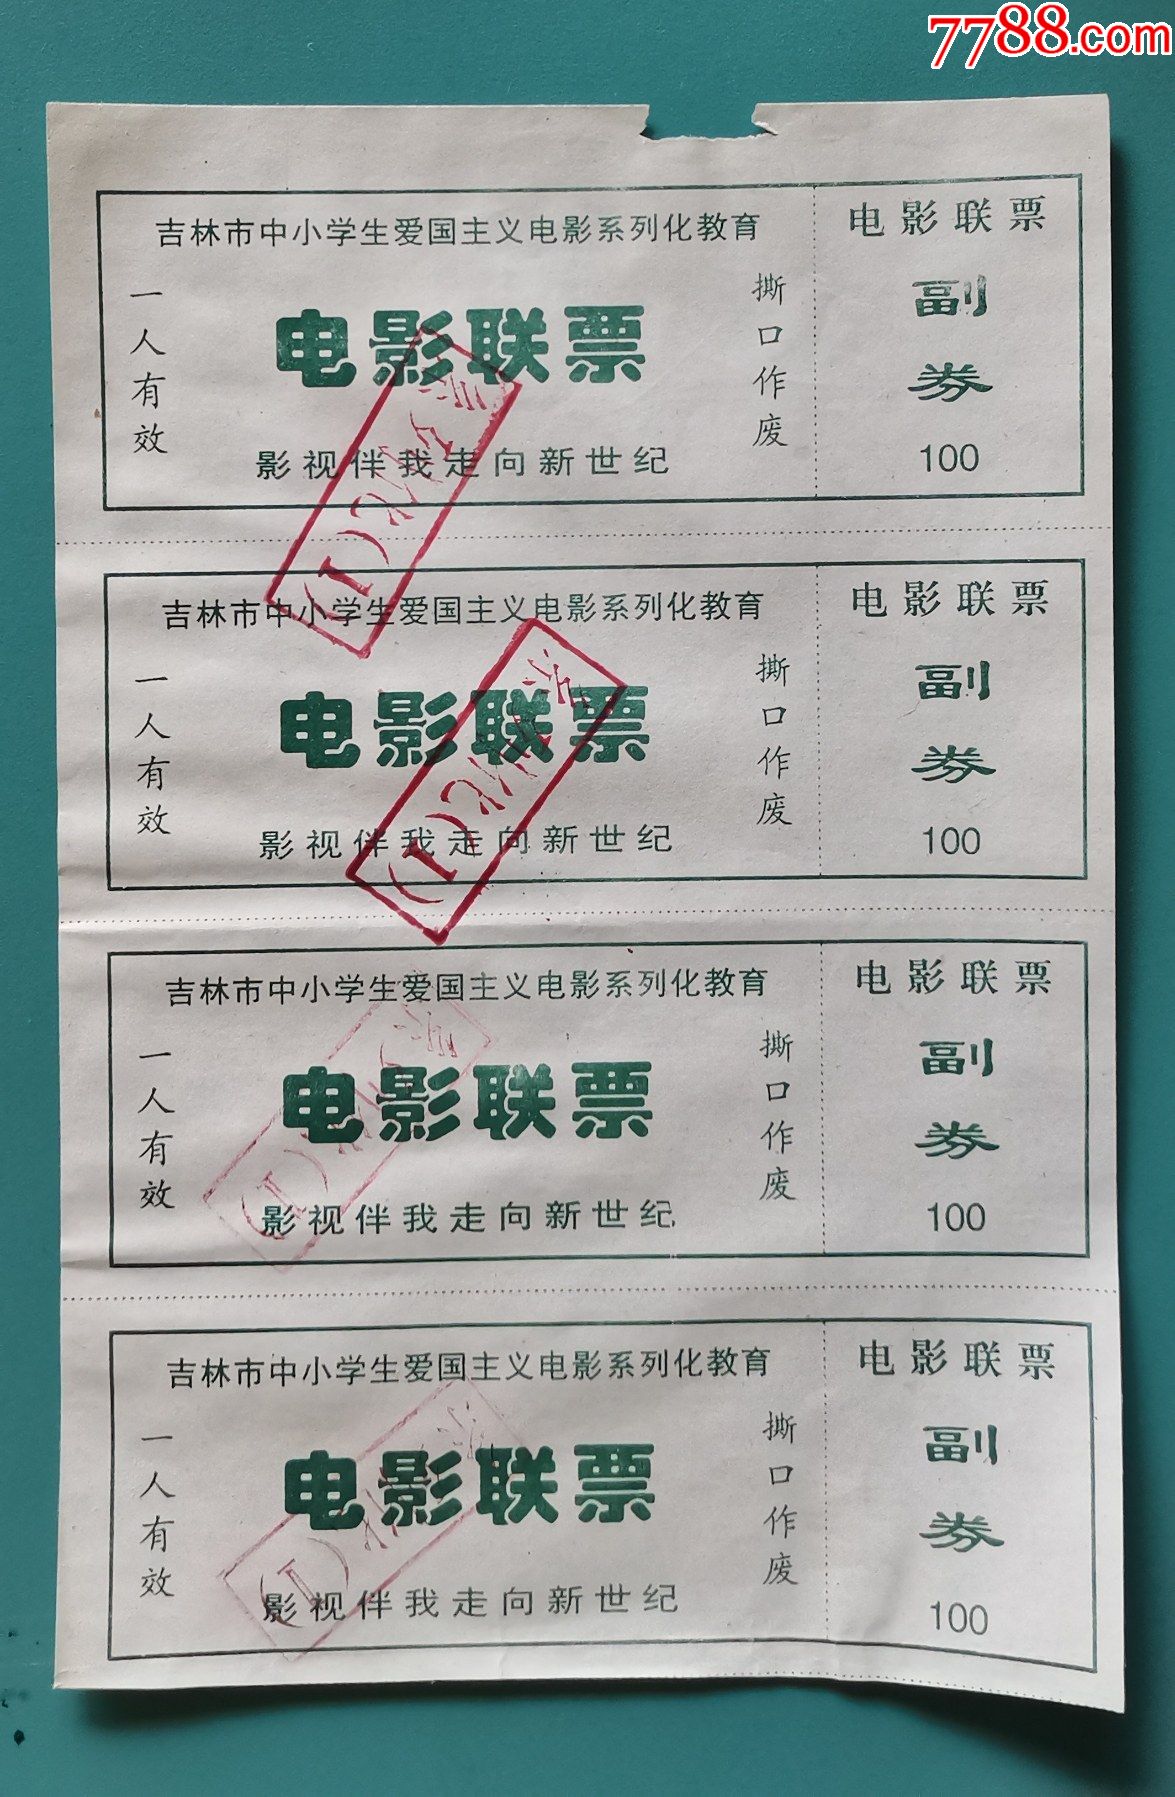 7788.com
吉林市中小学生爱国主义电影系列化教育
一人有效
电影联票
撕口作废
影视伴我走向新世纪
电影联票
副
券
100
(1)
吉林市中小学生爱国主义电影系列化教育
一人有效
电影联票
撕口作废
影视伴我走向新世纪
电影联票
副
券
100
(1)
吉林市中小学生爱国主义电影系列化教育
一人有效
电影联票
撕口作废
影视伴我走向新世纪
电影联票
副
券
100
(1)
吉林市中小学生爱国主义电影系列化教育
一人有效
电影联票
撕口作废
影视伴我走向新世纪
电影联票
副
券
100
(1)